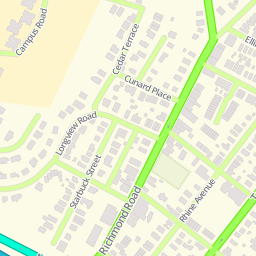 Campus Road
Cedar Terrace
Cunard Place
Longview Road
Starbuck Street
Richmond Road
Rhine Avenue